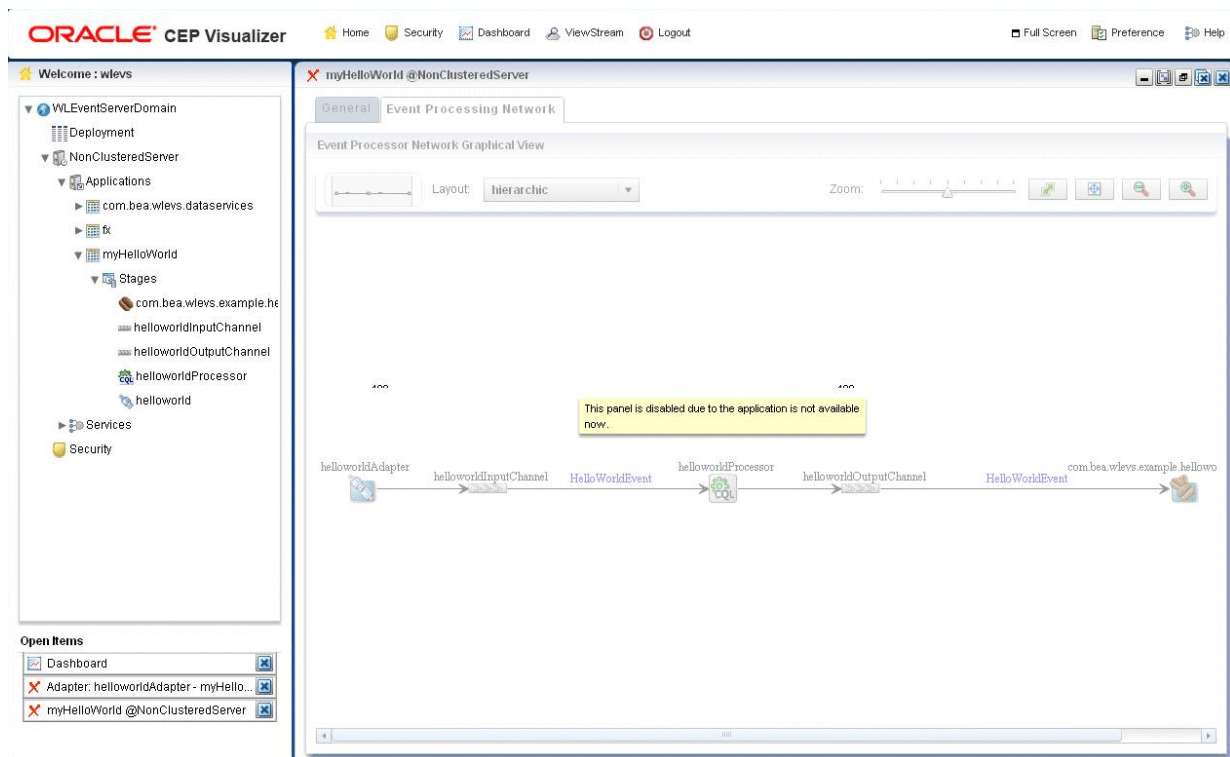 ORACLE CEP Visualizer
Home Security Dashboard ViewStream Logout
Full Screen Preference Help
Welcome : wlevs
WLEventServerDomain
Deployment
NonClusteredServer
Applications
com.bea.wlevs.dataservices
fx
myHelloWorld
Stages
com.bea.wlevs.example.he
helloworldInputChannel
helloworldOutputChannel
helloworldProcessor
helloworld
Services
Security
Open Items
Dashboard
Adapter: helloworldAdapter - myHello...
myHelloWorld @NonClusteredServer
myHelloWorld @NonClusteredServer
General Event Processing Network
Event Processor Network Graphical View
Layout: hierarchic Zoom:
This panel is disabled due to the application is not available
now.
helloworldAdapter
helloworldInputChannel
HelloWorldEvent
helloworldProcessor
CQL
helloworldOutputChannel
HelloWorldEvent
com.bea.wlevs.example.hellowo